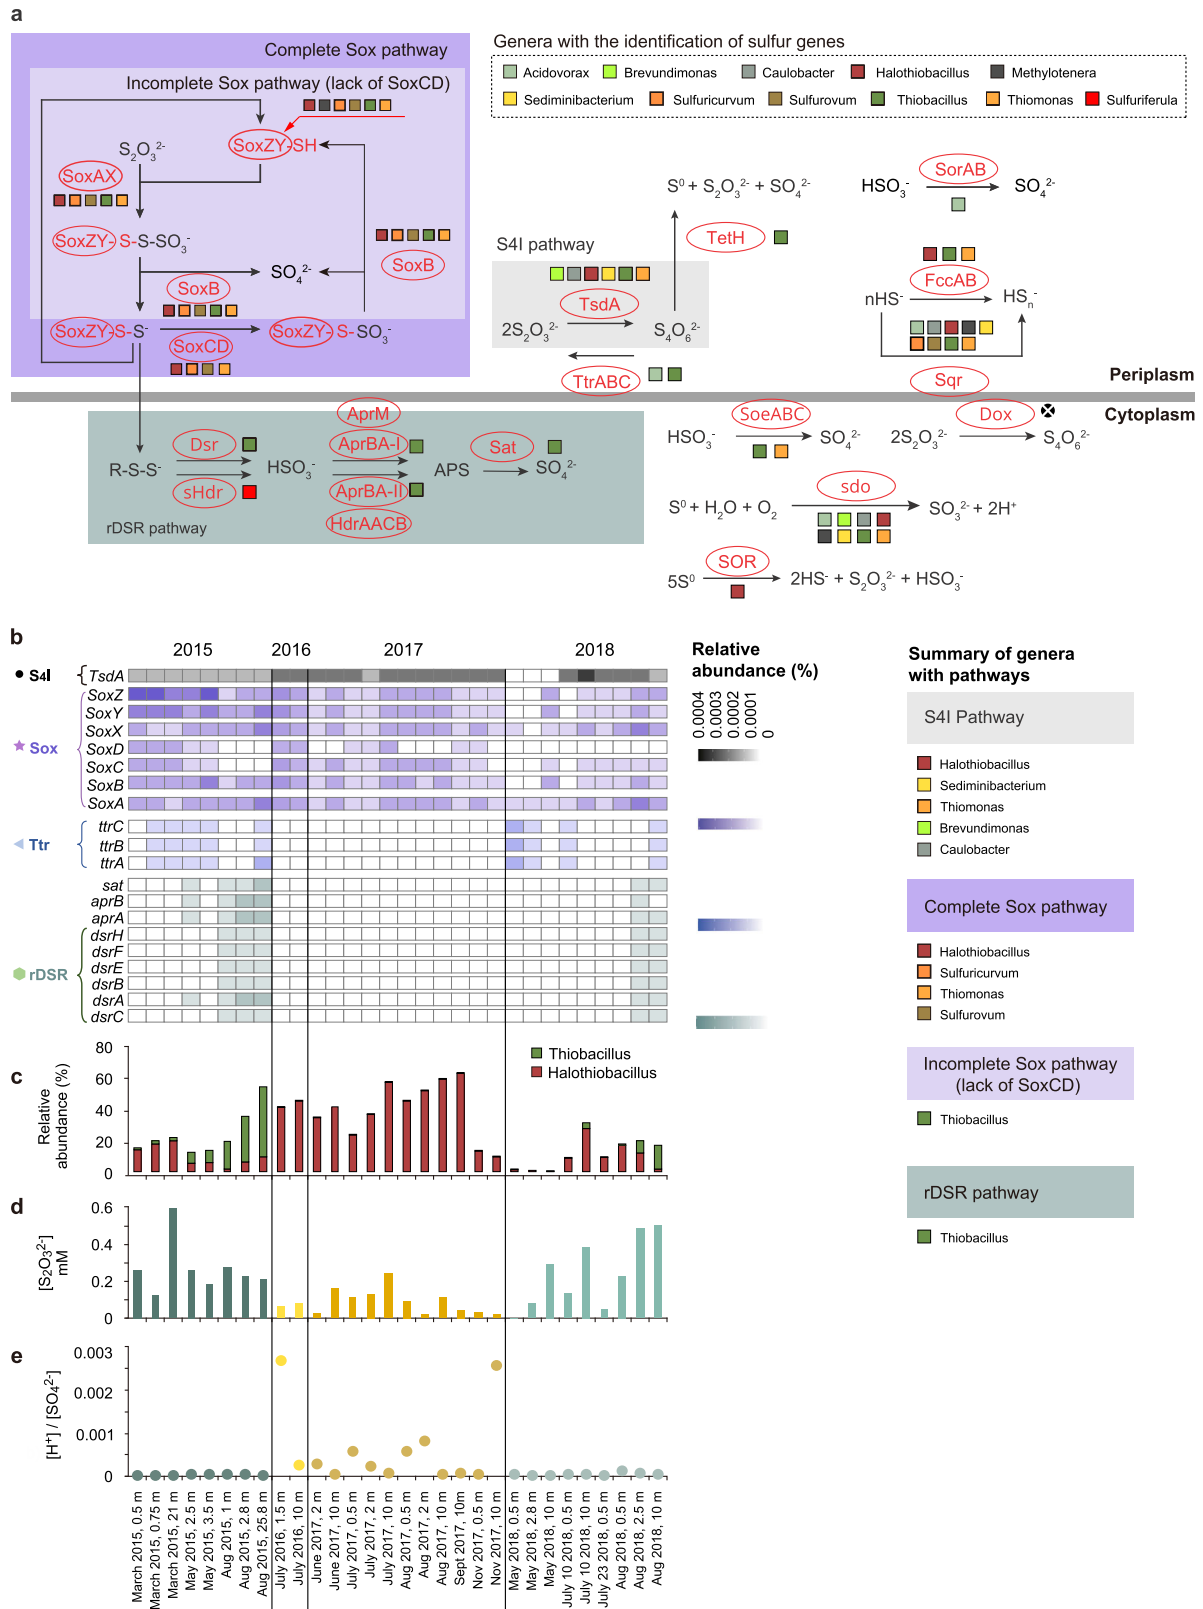 a
Complete Sox pathway
Incomplete Sox pathway (lack of SoxCD)
SoxZY-SH
S₂O₃²⁻
SoxAX
SoxZY-S-S-SO₃⁻
SoxB
SO₄²⁻
SoxB
SoxZY-S-S⁻
SoxCD
SoxZY-S-SO₃⁻
Genera with the identification of sulfur genes
Acidovorax Brevundimonas Caulobacter Halothiobacillus Methylotenera
Sediminibacterium Sulfuricurvum Sulfurovum Thiobacillus Thiomonas Sulfuriferula
S⁰ + S₂O₃²⁻ + SO₄²⁻
TetH
S4I pathway
TsdA
2S₂O₃²⁻ S₄O₆²⁻
TtrABC
SorAB
HSO₃⁻ SO₄²⁻
FccAB
nHS⁻ HSₙ⁻
Sqr
Periplasm
Cytoplasm
AprM
Dsr AprBA-I Sat
R-S-S⁻ HSO₃⁻ APS SO₄²⁻
sHdr AprBA-II
HdrAACB
rDSR pathway
SoeABC Dox
HSO₃⁻ SO₄²⁻ 2S₂O₃²⁻ S₄O₆²⁻
sdo
S⁰ + H₂O + O₂ SO₃²⁻ + 2H⁺
SOR
5S⁰ 2HS⁻ + S₂O₃²⁻ + HSO₃⁻
b
2015 2016 2017 2018
S4I TsdA
Sox
SoxZ
SoxY
SoxX
SoxD
SoxC
SoxB
SoxA
Ttr
ttrC
ttrB
ttrA
sat
aprB
aprA
rDSR
dsrH
dsrF
dsrE
dsrB
dsrA
dsrC
Relative
abundance (%)
0.0004
0.0003
0.0002
0.0001
0
Summary of genera
with pathways
S4I Pathway
Halothiobacillus
Sediminibacterium
Thiomonas
Brevundimonas
Caulobacter
Complete Sox pathway
Halothiobacillus
Sulfuricurvum
Thiomonas
Sulfurovum
Incomplete Sox pathway
(lack of SoxCD)
Thiobacillus
rDSR pathway
Thiobacillus
c
Relative
abundance (%)
80
60
40
20
0
Thiobacillus
Halothiobacillus
d
[S₂O₃²⁻]
mM
0.6
0.4
0.2
0
e
[H⁺] / [SO₄²⁻]
0.003
0.002
0.001
0
March 2015, 0.5 m
March 2015, 0.75 m
March 2015, 21 m
May 2015, 2.5 m
May 2015, 3.5 m
Aug 2015, 1 m
Aug 2015, 2.8 m
Aug 2015, 25.8 m
July 2016, 1.5 m
July 2016, 10 m
June 2017, 2 m
June 2017, 10 m
July 2017, 0.5 m
July 2017, 2 m
July 2017, 10 m
Aug 2017, 0.5 m
Aug 2017, 2 m
Aug 2017, 10 m
Sept 2017, 10m
Nov 2017, 0.5 m
Nov 2017, 10 m
May 2018, 0.5 m
May 2018, 2.8 m
May 2018, 10 m
July 10 2018, 0.5 m
July 10 2018, 10 m
July 23 2018, 0.5 m
Aug 2018, 0.5 m
Aug 2018, 2.5 m
Aug 2018, 10 m